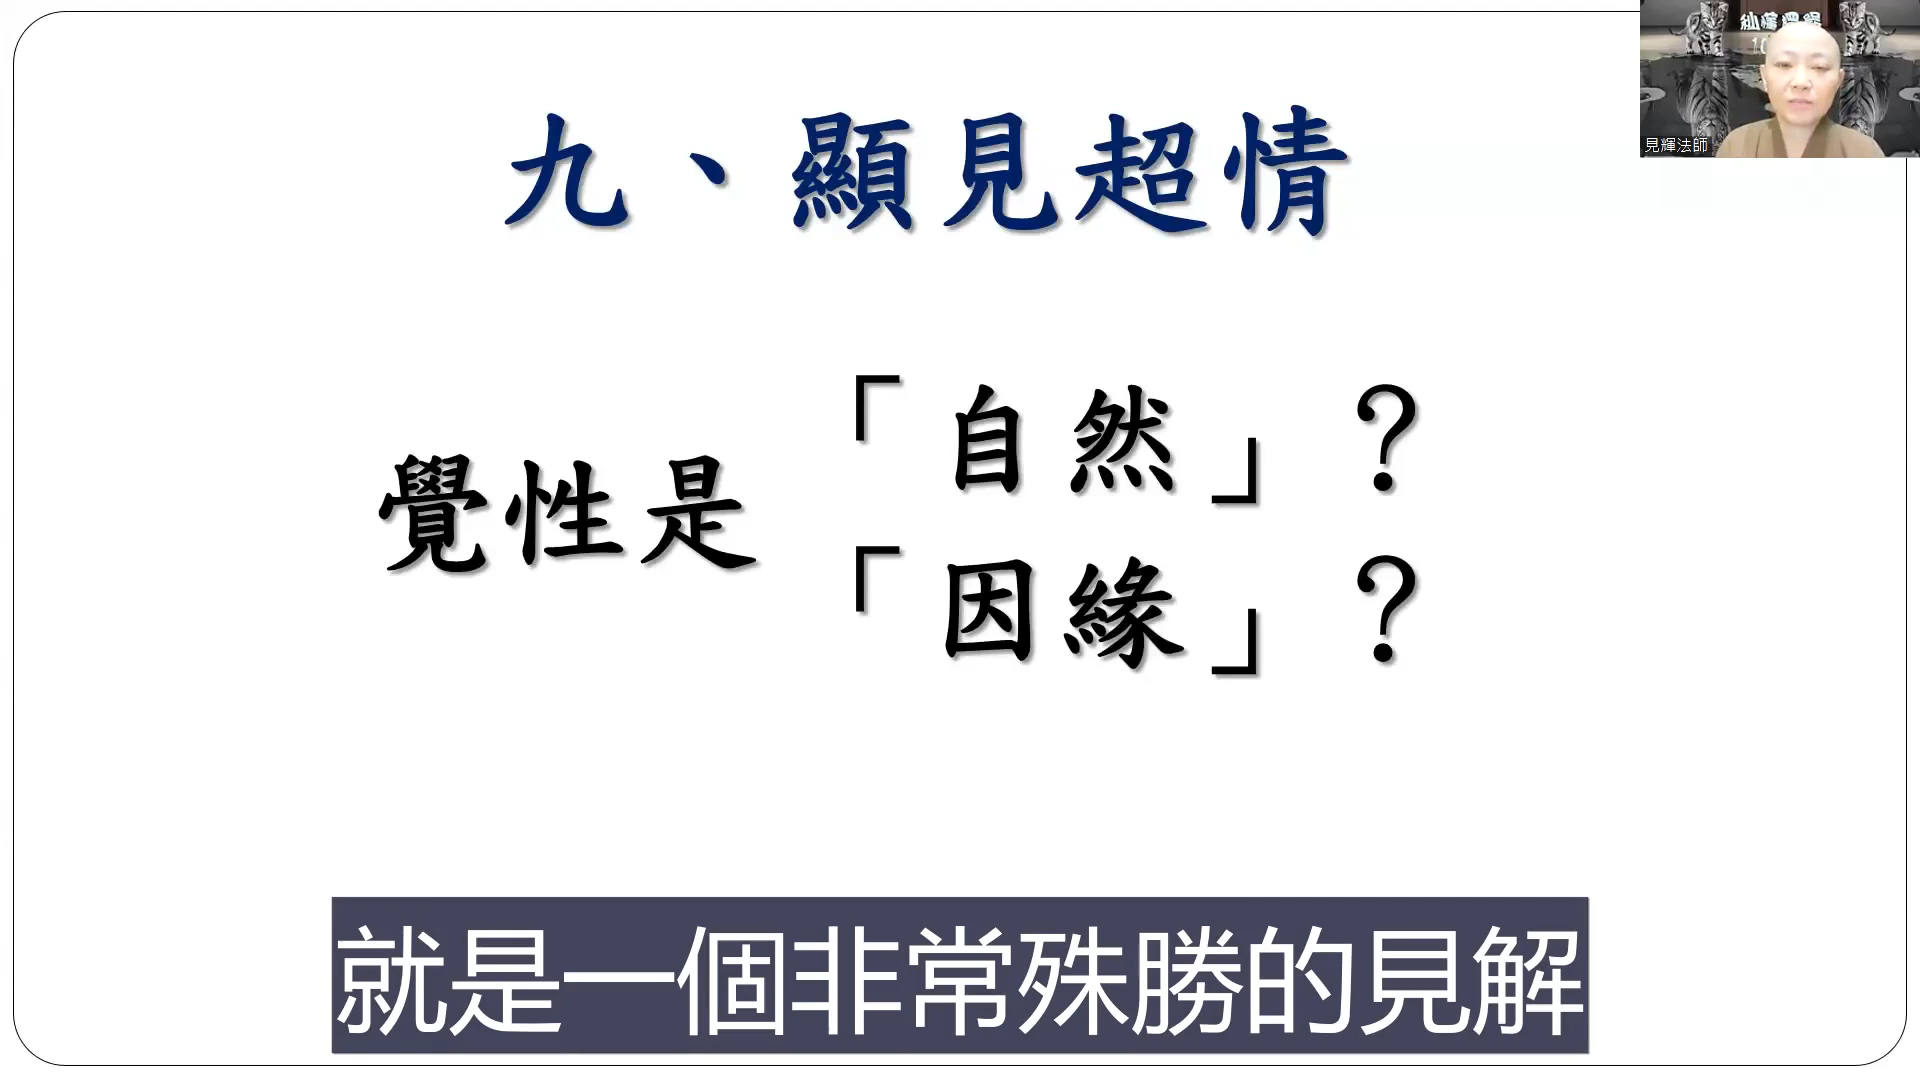 九、顯見超情
覺性是
「自然」？
「因緣」？
就是一個非常殊勝的見解
見輝法師